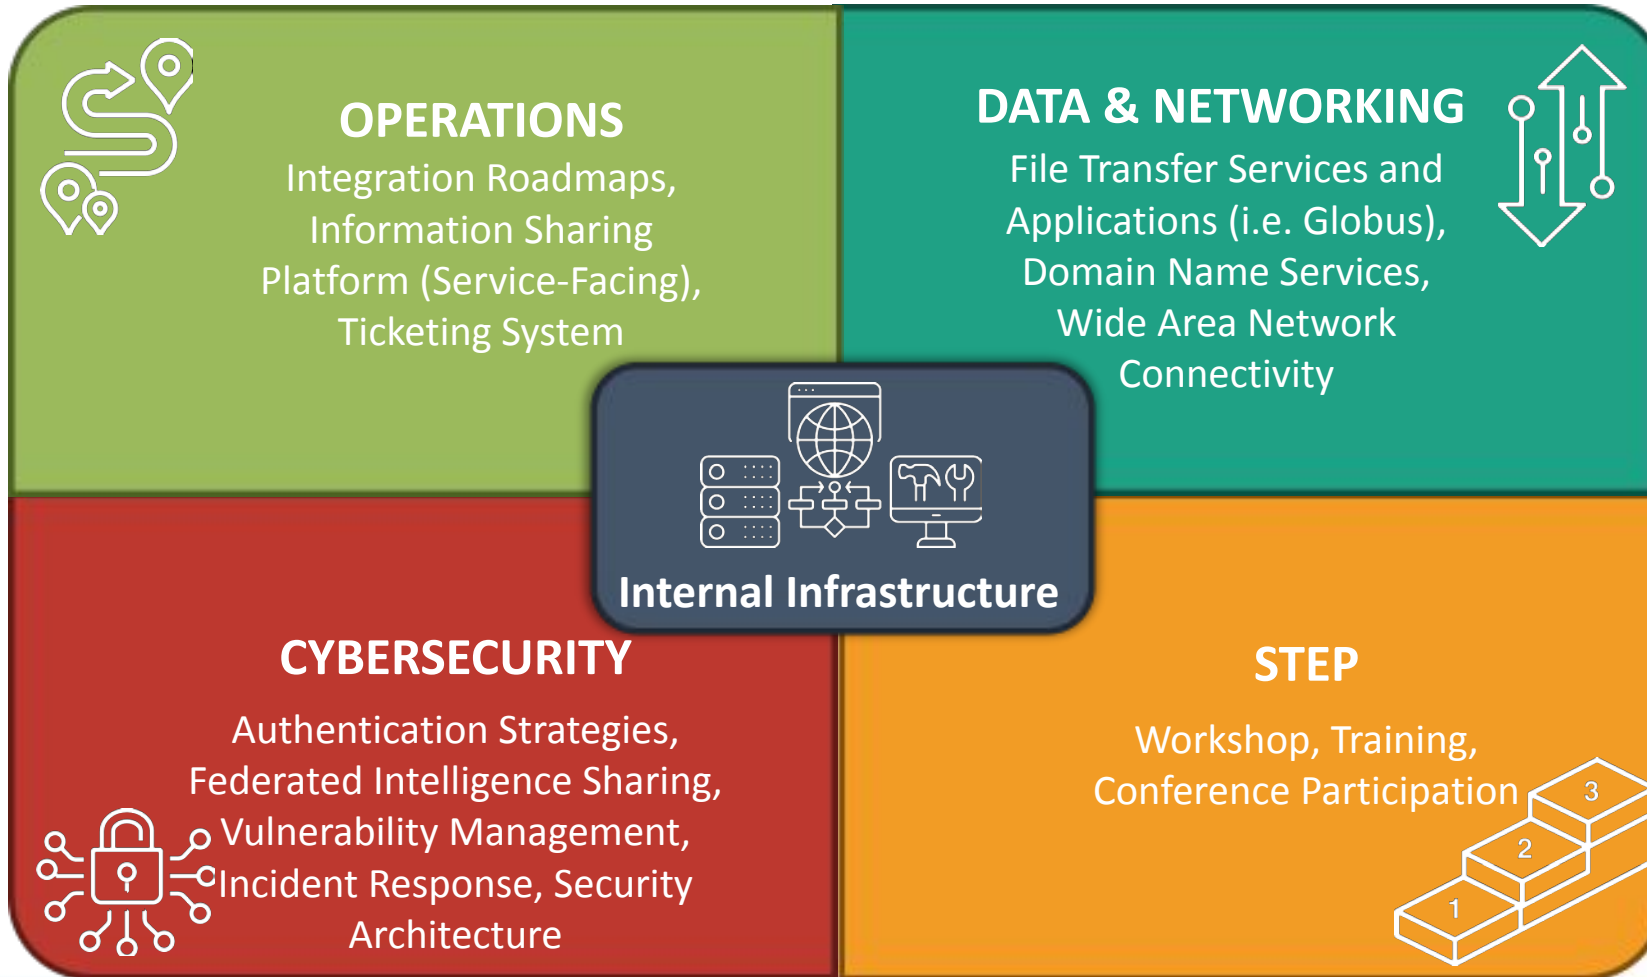 OPERATIONS
Integration Roadmaps,
Information Sharing
Platform (Service-Facing),
Ticketing System
DATA & NETWORKING
File Transfer Services and
Applications (i.e. Globus),
Domain Name Services,
Wide Area Network
Connectivity
Internal Infrastructure
CYBERSECURITY
Authentication Strategies,
Federated Intelligence Sharing,
Vulnerability Management,
Incident Response, Security
Architecture
STEP
Workshop, Training,
Conference Participation
3
2
1